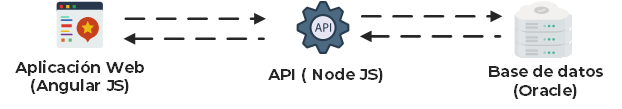 API
Aplicación Web
(Angular JS)
API ( Node JS)
Base de datos
(Oracle)